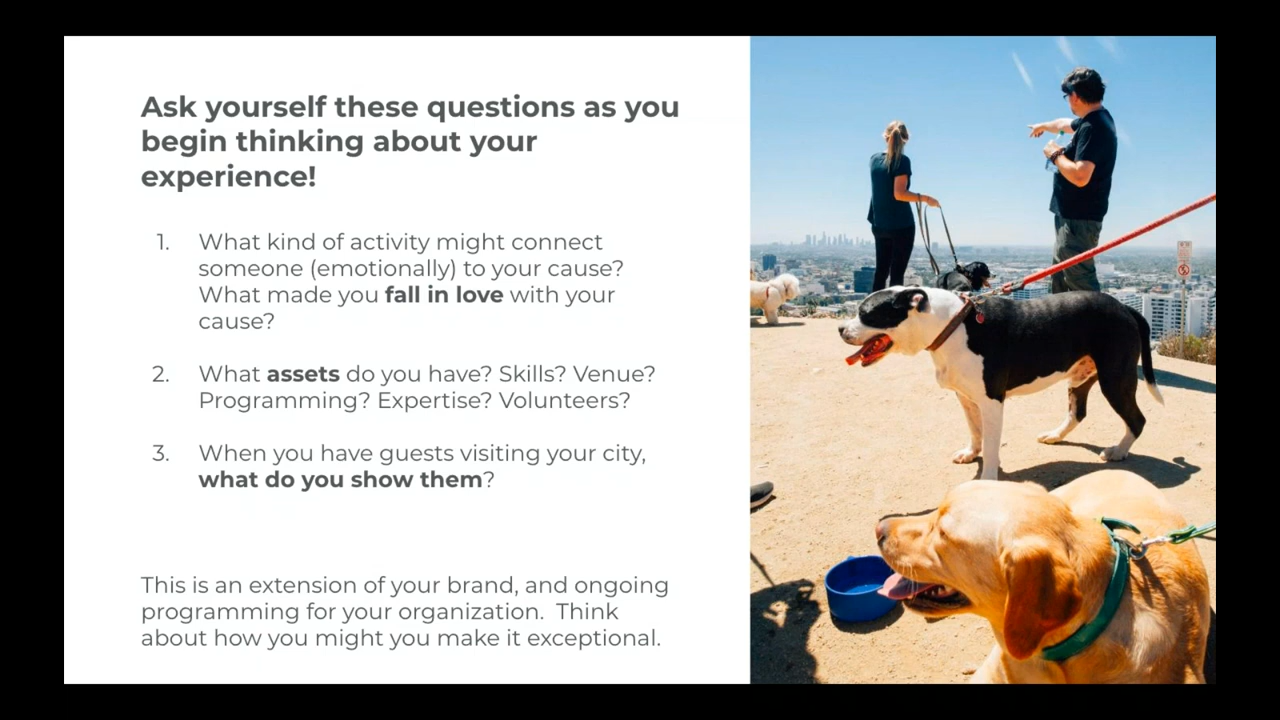 Ask yourself these questions as you
begin thinking about your
experience!
1. What kind of activity might connect
someone (emotionally) to your cause?
What made you fall in love with your
cause?
2. What assets do you have? Skills? Venue?
Programming? Expertise? Volunteers?
3. When you have guests visiting your city,
what do you show them?
This is an extension of your brand, and ongoing
programming for your organization.  Think
about how you might you make it exceptional.